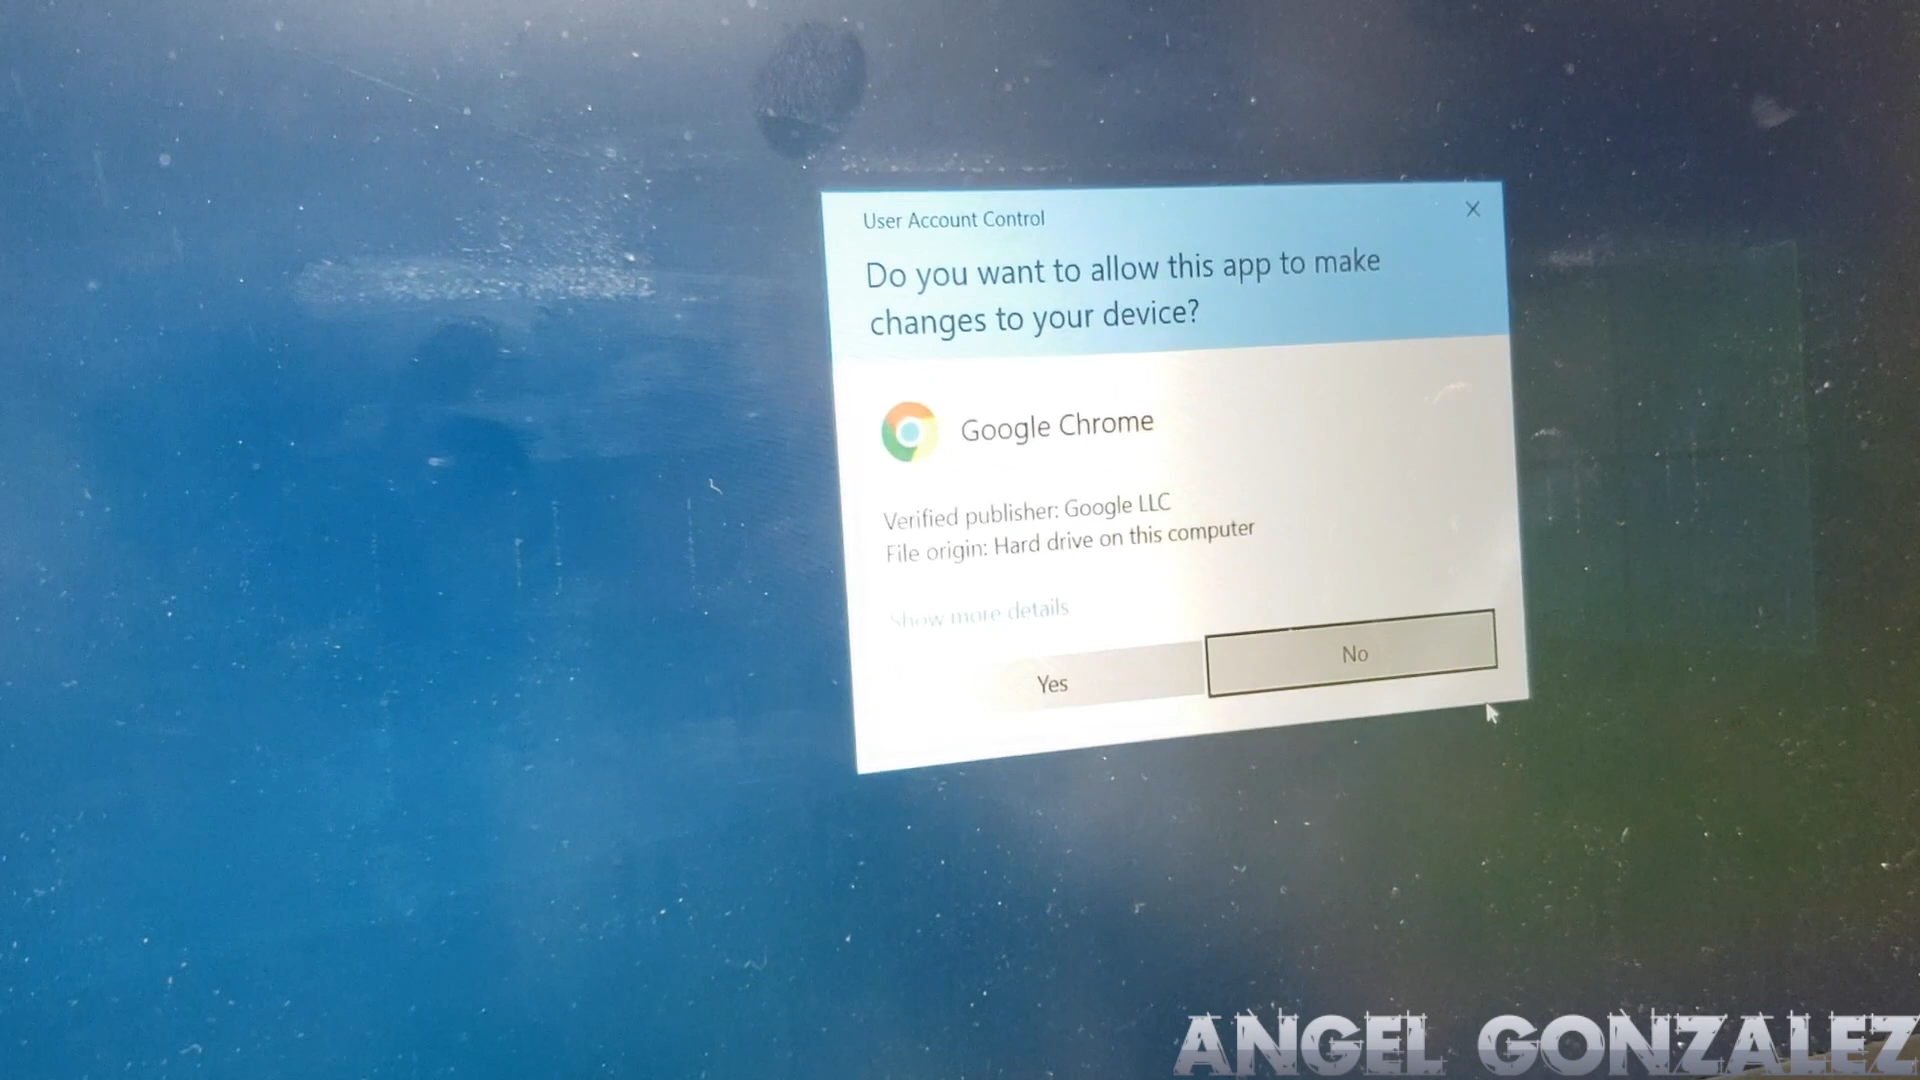 User Account Control
Do you want to allow this app to make
changes to your device?
Google Chrome
Verified publisher: Google LLC
File origin: Hard drive on this computer
Show more details
Yes
No
ANGEL GONZALEZ